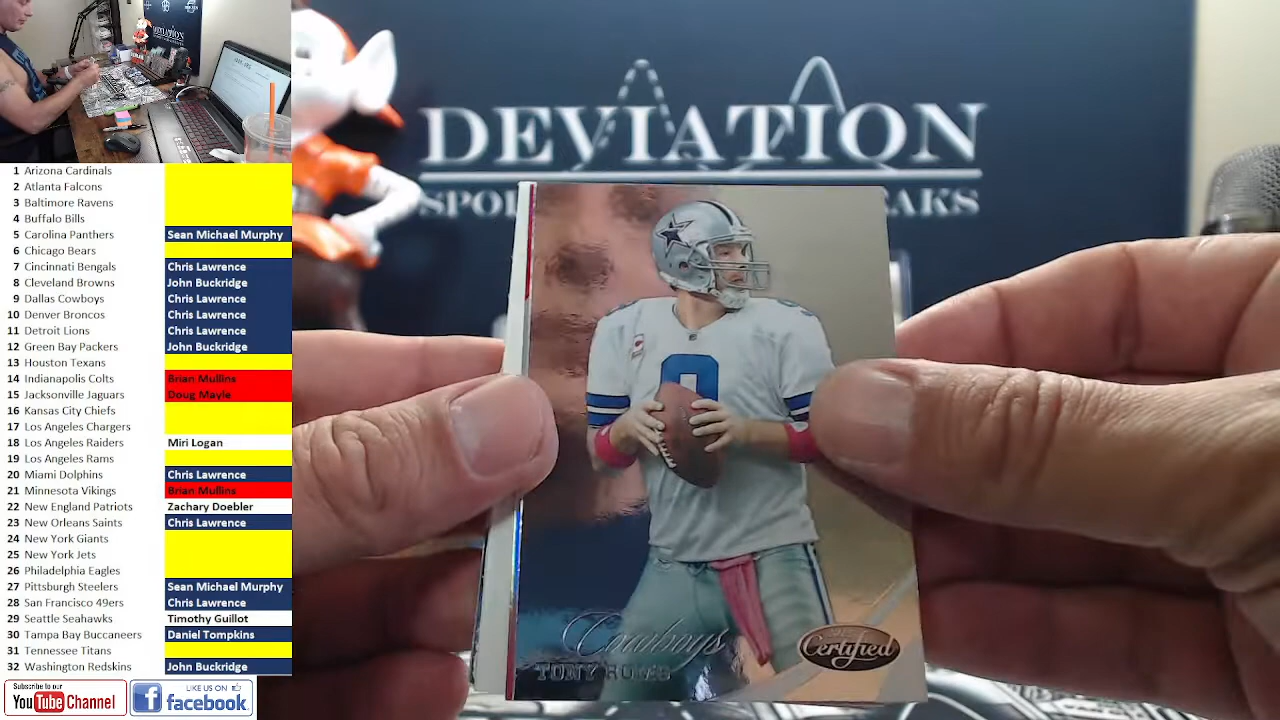 DEVIATION
1 Arizona Cardinals
2 Atlanta Falcons
3 Baltimore Ravens
4 Buffalo Bills
5 Carolina Panthers Sean Michael Murphy
6 Chicago Bears
7 Cincinnati Bengals Chris Lawrence
8 Cleveland Browns John Buckridge
9 Dallas Cowboys Chris Lawrence
10 Denver Broncos Chris Lawrence
11 Detroit Lions Chris Lawrence
12 Green Bay Packers John Buckridge
13 Houston Texans
14 Indianapolis Colts Brian Mullins
15 Jacksonville Jaguars Doug Mayle
16 Kansas City Chiefs
17 Los Angeles Chargers
18 Los Angeles Raiders Miri Logan
19 Los Angeles Rams
20 Miami Dolphins Chris Lawrence
21 Minnesota Vikings Brian Mullins
22 New England Patriots Zachary Doebler
23 New Orleans Saints Chris Lawrence
24 New York Giants
25 New York Jets
26 Philadelphia Eagles
27 Pittsburgh Steelers Sean Michael Murphy
28 San Francisco 49ers Chris Lawrence
29 Seattle Seahawks Timothy Guillot
30 Tampa Bay Buccaneers Daniel Tompkins
31 Tennessee Titans
32 Washington Redskins John Buckridge
SPO EAKS
9
Cowboys
TONY ROMO
Certified
Subscribe to our
YouTube Channel
LIKE US ON
facebook.